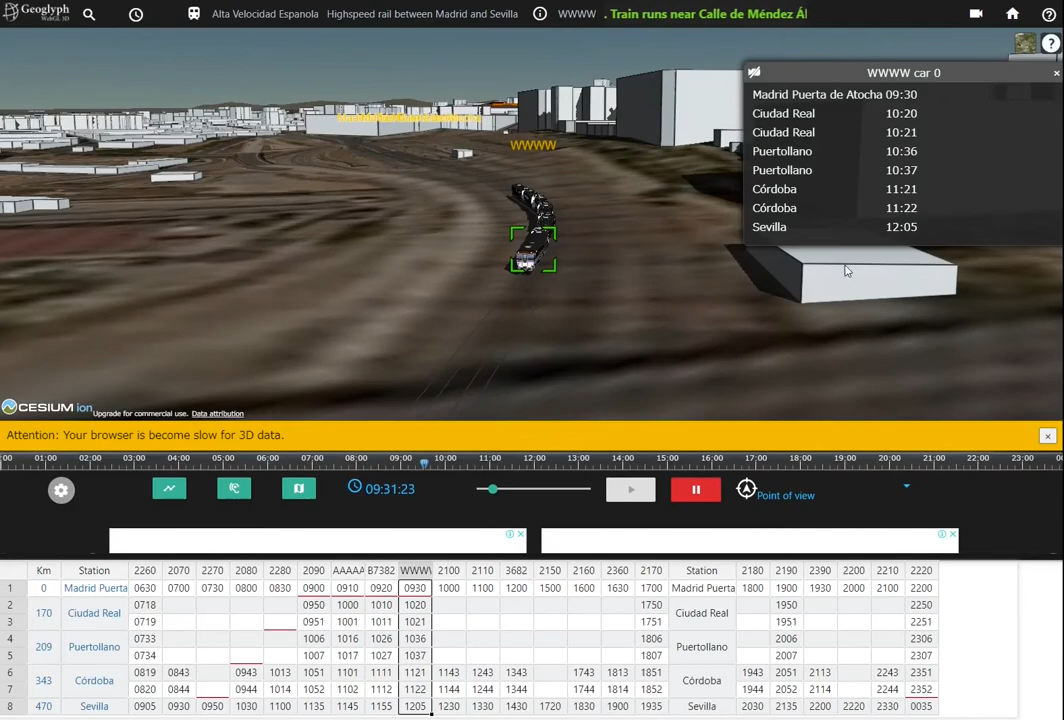 Geoglyph
WebGL 3D
Alta Velocidad Espanola Highspeed rail between Madrid and Sevilla WWWW . Train runs near Calle de Méndez Ál
?
WWWW car 0 ×
Madrid Puerta de Atocha 09:30
Ciudad Real 10:20
Ciudad Real 10:21
Puertollano 10:36
Puertollano 10:37
Córdoba 11:21
Córdoba 11:22
Sevilla 12:05
WWWW
CESIUM ion Upgrade for commercial use. Data attribution
Attention: Your browser is become slow for 3D data. ×
:00 01:00 02:00 03:00 04:00 05:00 06:00 07:00 08:00 09:00 10:00 11:00 12:00 13:00 14:00 15:00 16:00 17:00 18:00 19:00 20:00 21:00 22:00 23:00 00
09:31:23 Point of view
Km Station 2260 2270 2080 2280 2090 AAAAA B7382 WWWW 2100 3682 2150 2160 2360 2170 Station 2180 2190 2390 2200 2210 2220
1 0 Madrid Puerta 0630 0700 0730 0800 0830 0900 0910 0920 0930 1000 1100 1200 1500 1600 1630 1700 Madrid Puerta 1800 1900 1930 2000 2100 2200
2 170 Ciudad Real 0718 0950 1000 1010 1020 1750 Ciudad Real 1950 2250
3 0719 0951 1001 1011 1021 1751 1951 2251
4 209 Puertollano 0733 1006 1016 1026 1036 1806 Puertollano 2006 2306
5 0734 1007 1017 1027 1037 1807 2007 2307
6 343 Córdoba 0819 0843 0943 1013 1051 1101 1111 1121 1143 1243 1343 1743 1813 1851 Córdoba 1943 2051 2113 2243 2351
7 0820 0844 0944 1014 1052 1102 1112 1122 1144 1244 1344 1744 1814 1852 1944 2052 2114 2244 2352
8 470 Sevilla 0905 0930 0950 1030 1100 1135 1145 1155 1205 1230 1330 1430 1720 1830 1900 1935 Sevilla 2030 2135 2200 2220 2330 0035